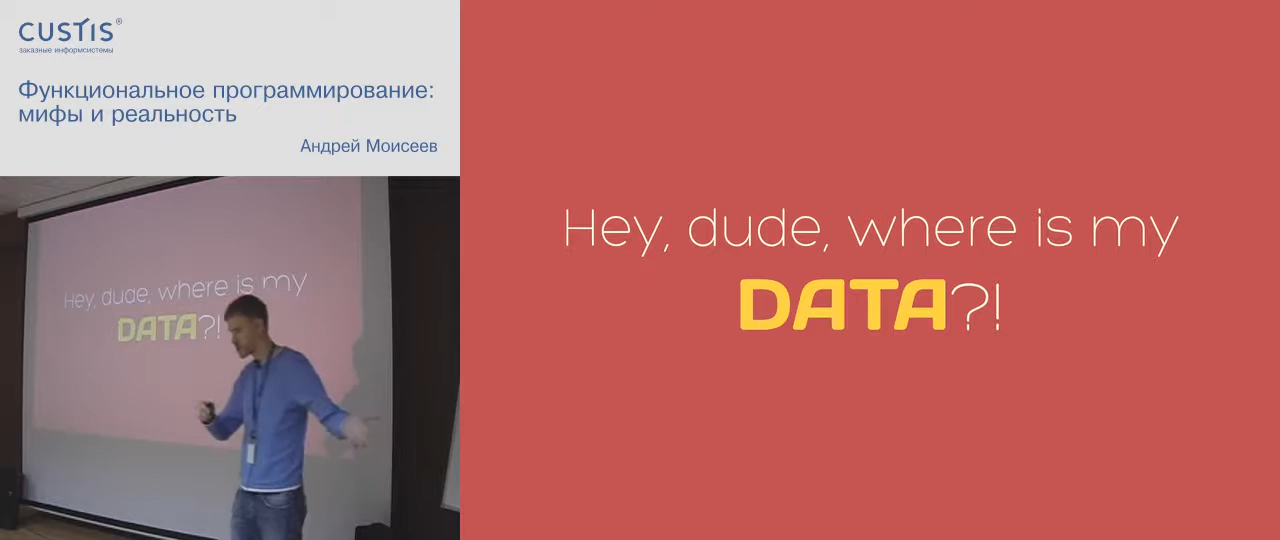 CUSTIS®
заказные информсистемы
Функциональное программирование:
мифы и реальность
Андрей Моисеев
Hey, dude, where is my
DATA?!
Hey, dude, where is my
DATA?!